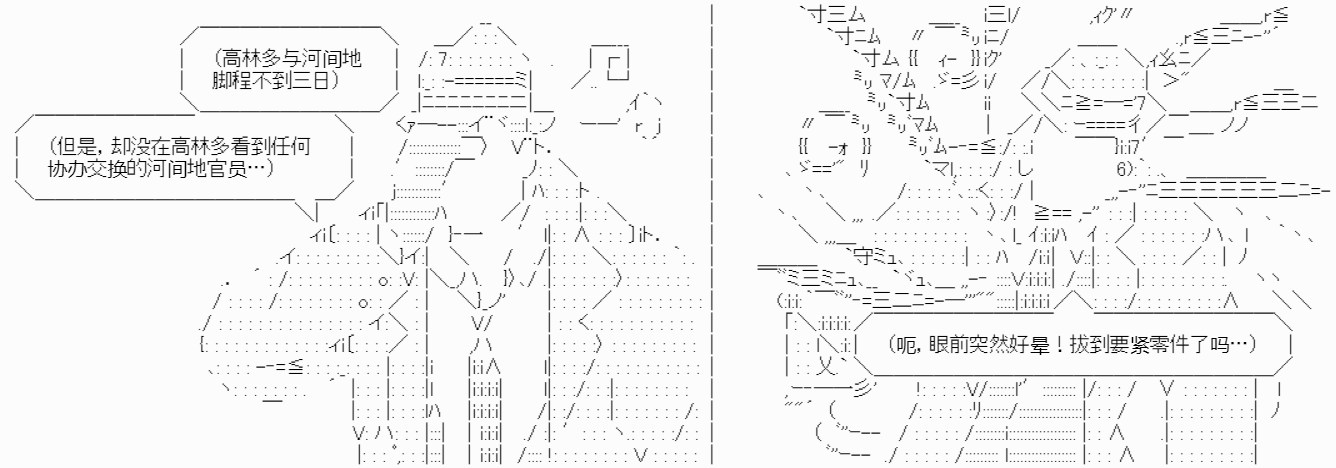 （高林多与河间地
脚程不到三日）
（但是，却没在高林多看到任何
协办交换的河间地官员…）
（呃，眼前突然好晕！拔到要紧零件了吗…）